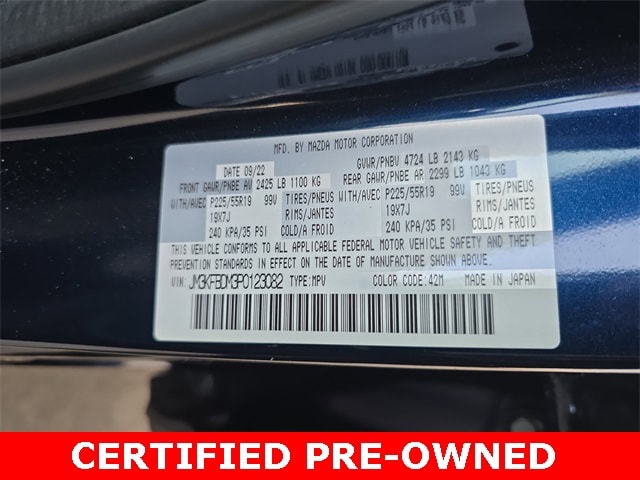 MFD. BY MAZDA MOTOR CORPORATION
DATE 09/22 GVWR/PNBV 4724 LB 2143 KG
FRONT GAWR/PNBE AV 2425 LB 1100 KG REAR GAWR/PNBE AR 2299 LB 1043 KG
WITH/AVEC P225/55R19 99V TIRES/PNEUS WITH/AVEC P225/55R19 99V TIRES/PNEUS
19X7J RIMS/JANTES 19X7J RIMS/JANTES
240 KPA/35 PSI COLD/A FROID 240 KPA/35 PSI COLD/A FROID
THIS VEHICLE CONFORMS TO ALL APPLICABLE FEDERAL MOTOR VEHICLE SAFETY AND THEFT
PREVENTION STANDARDS IN EFFECT ON THE DATE OF MANUFACTURE SHOWN ABOVE.
VIN: JM3KFBDM3P0123082 TYPE:MPV COLOR CODE:42M MADE IN JAPAN
CERTIFIED PRE-OWNED